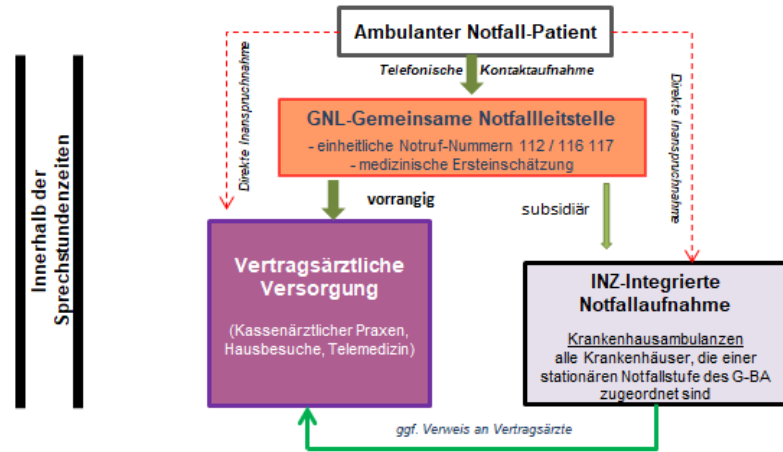 Ambulanter Notfall-Patient
Telefonische Kontaktaufnahme
Direkte Inanspruchnahme
Direkte Inanspruchnahme
GNL-Gemeinsame Notfallleitstelle
- einheitliche Notruf-Nummern 112 / 116 117
- medizinische Ersteinschätzung
vorrangig
subsidiär
Innerhalb der
Sprechstundenzeiten
Vertragsärztliche
Versorgung
(Kassenärztlicher Praxen,
Hausbesuche, Telemedizin)
INZ-Integrierte
Notfallaufnahme
Krankenhausambulanzen
alle Krankenhäuser, die einer
stationären Notfallstufe des G-BA
zugeordnet sind
ggf. Verweis an Vertragsärzte